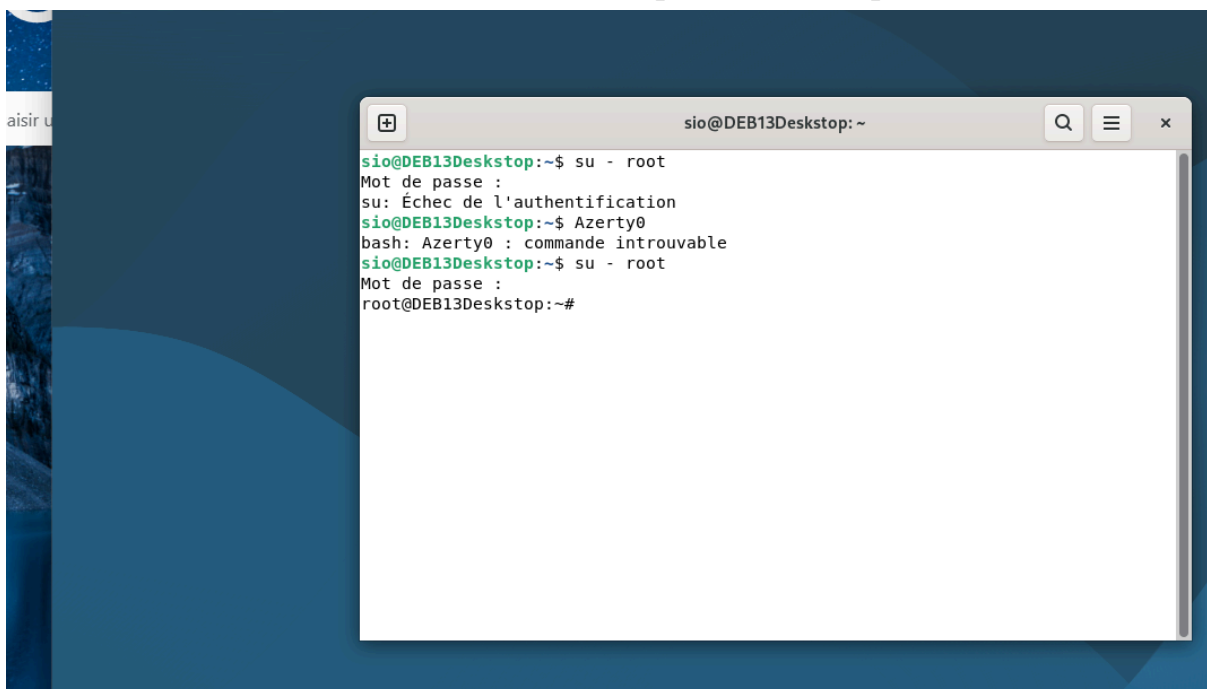 aisir u
sio@DEB13Deskstop: ~
sio@DEB13Deskstop:~$ su - root
Mot de passe :
su: Échec de l'authentification
sio@DEB13Deskstop:~$ Azerty0
bash: Azerty0 : commande introuvable
sio@DEB13Deskstop:~$ su - root
Mot de passe :
root@DEB13Deskstop:~#